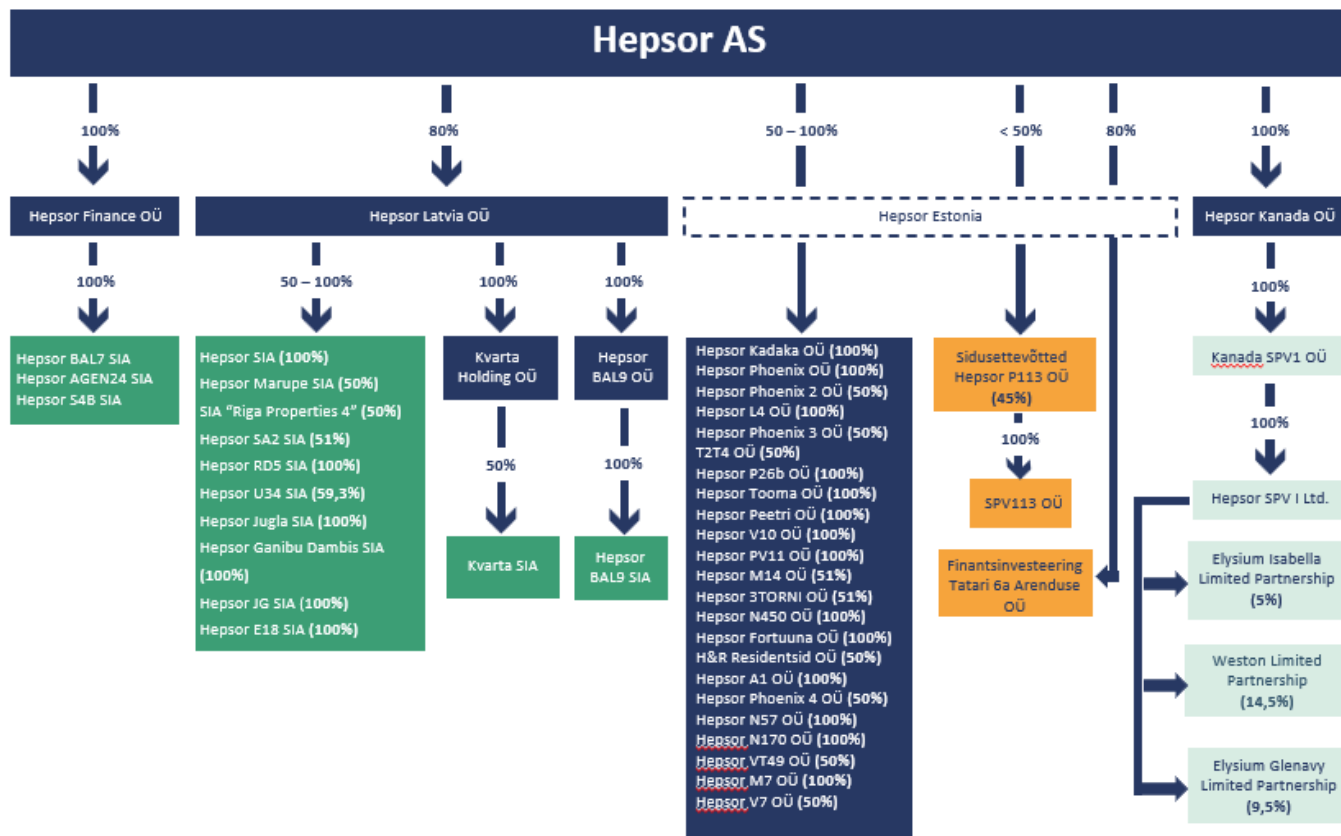 Hepsor AS
100%
80%
50 – 100%
< 50%
80%
100%
Hepsor Finance OÜ
Hepsor Latvia OÜ
Hepsor Estonia
Hepsor Kanada OÜ
100%
50 – 100%
100%
100%
100%
Hepsor BAL7 SIA
Hepsor AGEN24 SIA
Hepsor S4B SIA
Hepsor SIA (100%)
Hepsor Marupe SIA (50%)
SIA “Riga Properties 4” (50%)
Hepsor SA2 SIA (51%)
Hepsor RD5 SIA (100%)
Hepsor U34 SIA (59,3%)
Hepsor Jugla SIA (100%)
Hepsor Ganibu Dambis SIA
(100%)
Hepsor JG SIA (100%)
Hepsor E18 SIA (100%)
Kvarta
Holding OÜ
50%
Kvarta SIA
Hepsor
BAL9 OÜ
100%
Hepsor
BAL9 SIA
Hepsor Kadaka OÜ (100%)
Hepsor Phoenix OÜ (100%)
Hepsor Phoenix 2 OÜ (50%)
Hepsor L4 OÜ (100%)
Hepsor Phoenix 3 OÜ (50%)
T2T4 OÜ (50%)
Hepsor P26b OÜ (100%)
Hepsor Tooma OÜ (100%)
Hepsor Peetri OÜ (100%)
Hepsor V10 OÜ (100%)
Hepsor PV11 OÜ (100%)
Hepsor M14 OÜ (51%)
Hepsor 3TORNI OÜ (51%)
Hepsor N450 OÜ (100%)
Hepsor Fortuuna OÜ (100%)
H&R Residentsid OÜ (50%)
Hepsor A1 OÜ (100%)
Hepsor Phoenix 4 OÜ (50%)
Hepsor N57 OÜ (100%)
Hepsor N170 OÜ (100%)
Hepsor VT49 OÜ (50%)
Hepsor M7 OÜ (100%)
Hepsor V7 OÜ (50%)
Sidusettevõtted
Hepsor P113 OÜ
(45%)
100%
SPV113 OÜ
Finantsinvesteering
Tatari 6a Arenduse
OÜ
Kanada SPV1 OÜ
100%
Hepsor SPV I Ltd.
Elysium Isabella
Limited Partnership
(5%)
Weston Limited
Partnership
(14,5%)
Elysium Glenavy
Limited Partnership
(9,5%)